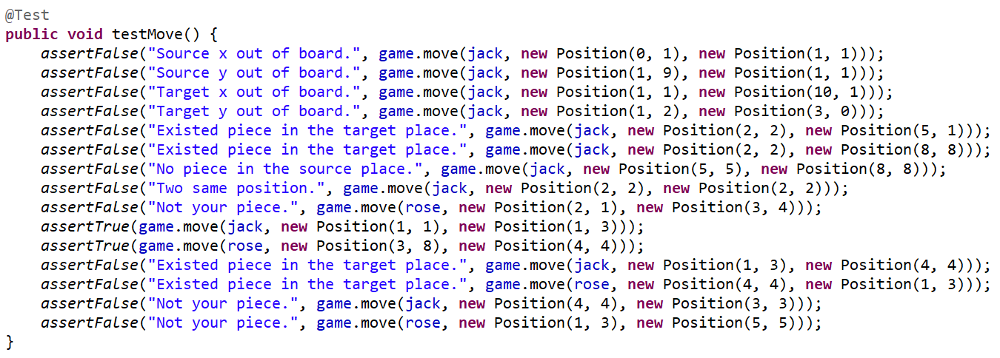 @Test
public void testMove() {
    assertFalse("Source x out of board.", game.move(jack, new Position(0, 1), new Position(1, 1)));
    assertFalse("Source y out of board.", game.move(jack, new Position(1, 9), new Position(1, 1)));
    assertFalse("Target x out of board.", game.move(jack, new Position(1, 1), new Position(10, 1)));
    assertFalse("Target y out of board.", game.move(jack, new Position(1, 2), new Position(3, 0)));
    assertFalse("Existed piece in the target place.", game.move(jack, new Position(2, 2), new Position(5, 1)));
    assertFalse("Existed piece in the target place.", game.move(jack, new Position(2, 2), new Position(8, 8)));
    assertFalse("No piece in the source place.", game.move(jack, new Position(5, 5), new Position(8, 8)));
    assertFalse("Two same position.", game.move(jack, new Position(2, 2), new Position(2, 2)));
    assertFalse("Not your piece.", game.move(rose, new Position(2, 1), new Position(3, 4)));
    assertTrue(game.move(jack, new Position(1, 1), new Position(1, 3)));
    assertTrue(game.move(rose, new Position(3, 8), new Position(4, 4)));
    assertFalse("Existed piece in the target place.", game.move(jack, new Position(1, 3), new Position(4, 4)));
    assertFalse("Existed piece in the target place.", game.move(rose, new Position(4, 4), new Position(1, 3)));
    assertFalse("Not your piece.", game.move(jack, new Position(4, 4), new Position(3, 3)));
    assertFalse("Not your piece.", game.move(rose, new Position(1, 3), new Position(5, 5)));
}